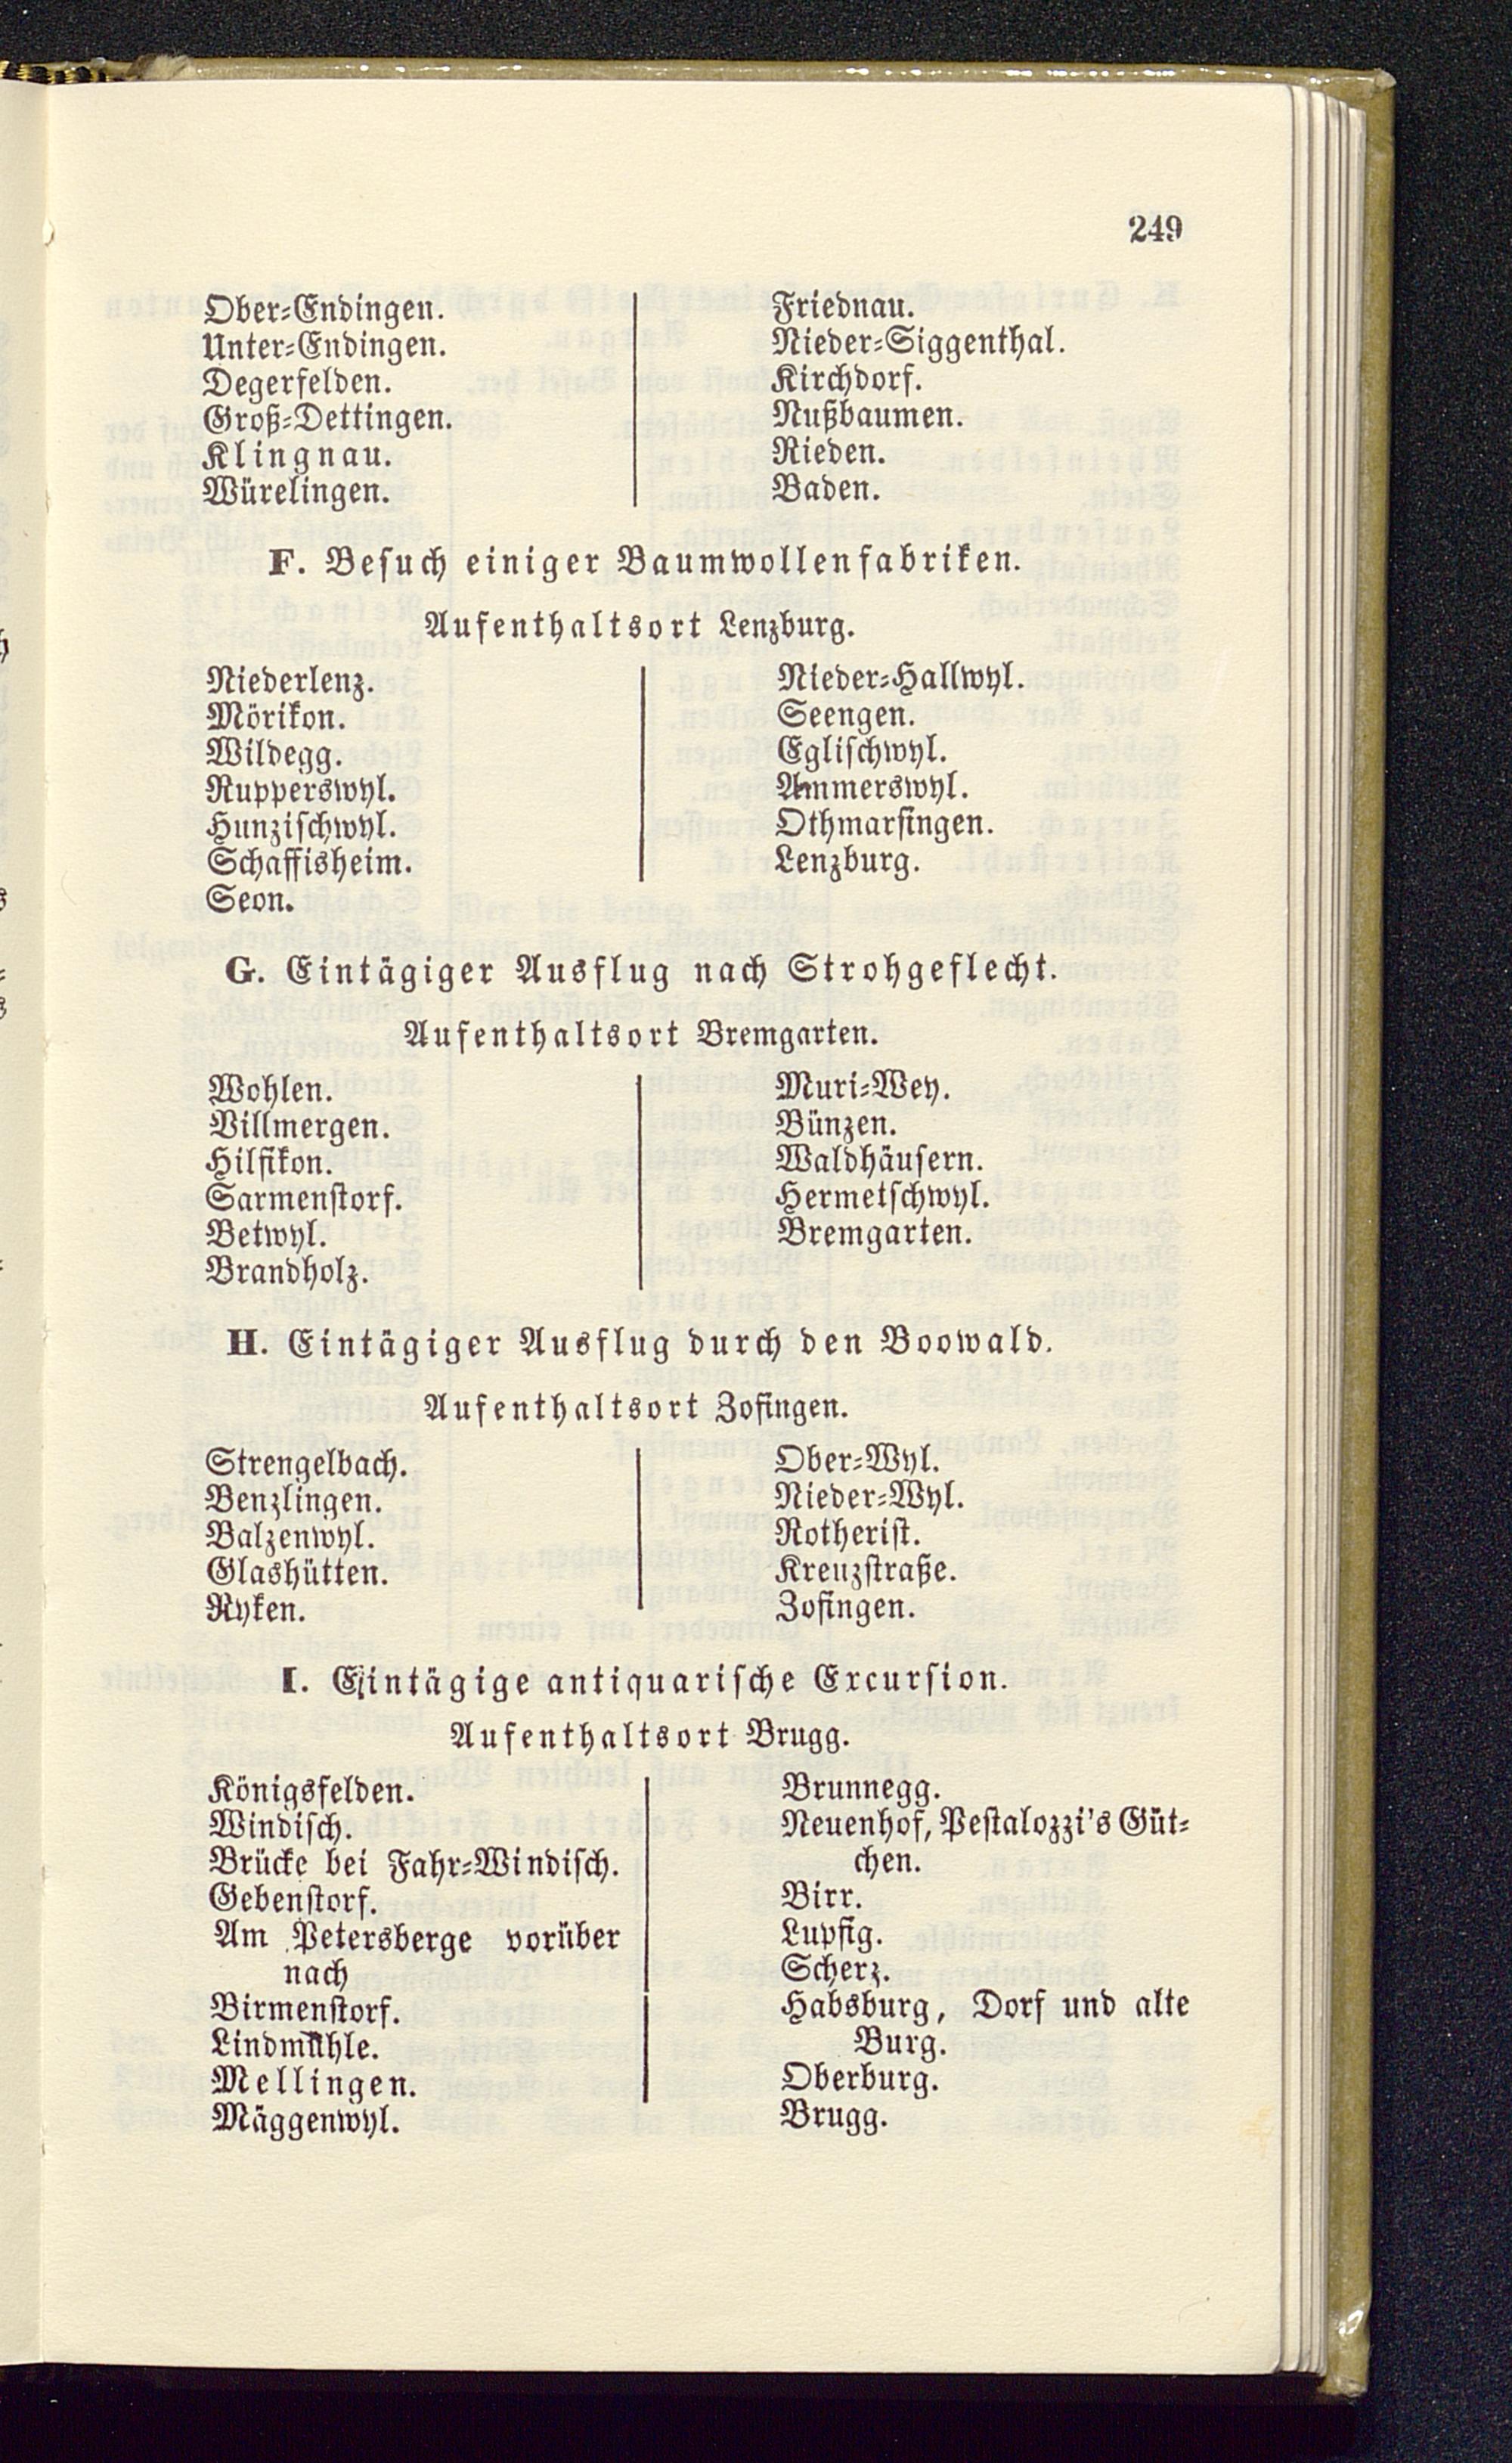 249
Ober-Endingen.
Unter-Endingen.
Degerfelden.
Groß-Dettingen.
Klingnau.
Würelingen.
Friednau.
Nieder-Siggenthal.
Kirchdorf.
Nußbaumen.
Rieden.
Baden.
F. Besuch einiger Baumwollenfabriken.
Aufenthaltsort Lenzburg.
Niederlenz.
Mörikon.
Wildegg.
Rupperswyl.
Hunzischwyl.
Schaffisheim.
Seon.
Nieder-Hallwyl.
Seengen.
Eglischwyl.
Ammerswyl.
Othmarsingen.
Lenzburg.
G. Eintägiger Ausflug nach Strohgeflecht.
Aufenthaltsort Bremgarten.
Wohlen.
Villmergen.
Hilfikon.
Sarmenstorf.
Betwyl.
Brandholz.
Muri-Wey.
Bünzen.
Waldhäusern.
Hermetschwyl.
Bremgarten.
H. Eintägiger Ausflug durch den Boowald.
Aufenthaltsort Zofingen.
Strengelbach.
Benzlingen.
Balzenwyl.
Glashütten.
Ryken.
Ober-Wyl.
Nieder-Wyl.
Rotherist.
Kreuzstraße.
Zofingen.
I. Eintägige antiquarische Excursion.
Aufenthaltsort Brugg.
Königsfelden.
Windisch.
Brücke bei Fahr-Windisch.
Gebenstorf.
Am Petersberge vorüber
nach
Birmenstorf.
Lindmühle.
Mellingen.
Mäggenwyl.
Brunnegg.
Neuenhof, Pestalozzi's Güt-
chen.
Birr.
Lupfig.
Scherz.
Habsburg, Dorf und alte
Burg.
Oberburg.
Brugg.